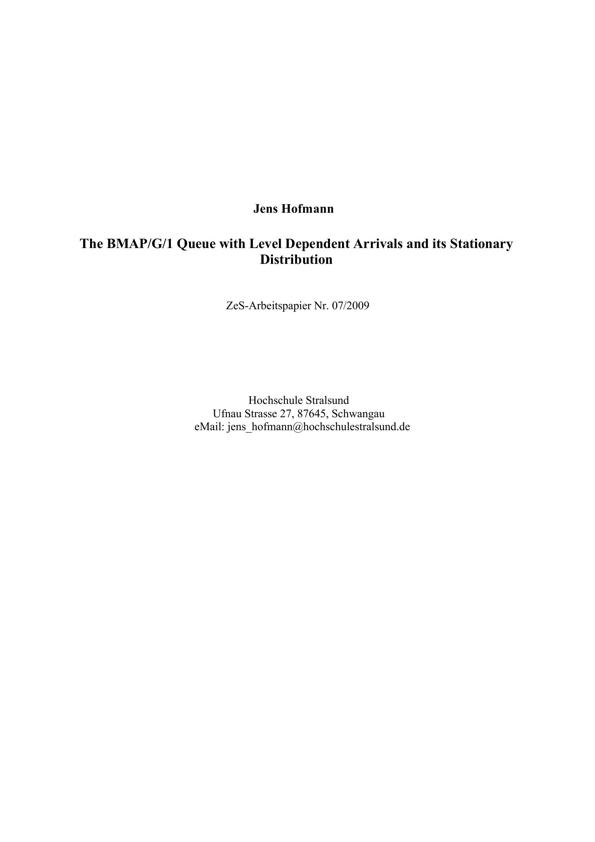 Jens Hofmann
The BMAP/G/1 Queue with Level Dependent Arrivals and its Stationary
Distribution
ZeS-Arbeitspapier Nr. 07/2009
Hochschule Stralsund
Ufnau Strasse 27, 87645, Schwangau
eMail: jens_hofmann@hochschulestralsund.de